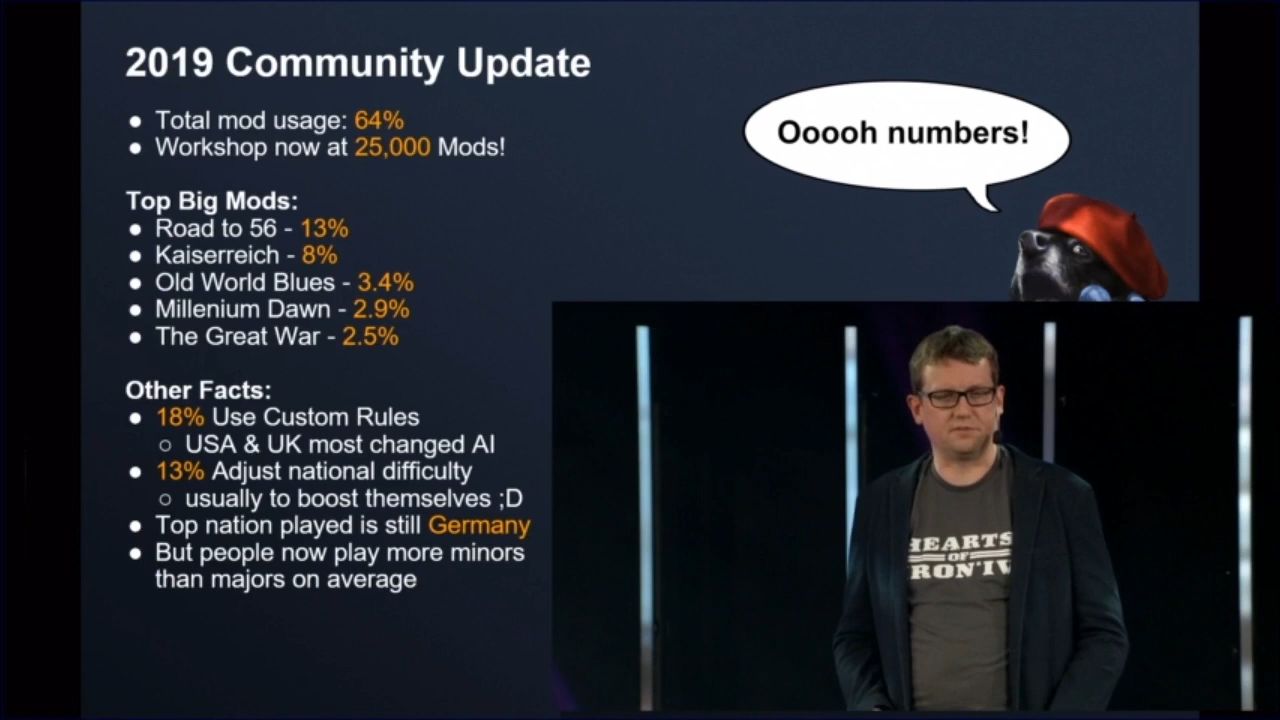 2019 Community Update
● Total mod usage: 64%
● Workshop now at 25,000 Mods!
Top Big Mods:
● Road to 56 - 13%
● Kaiserreich - 8%
● Old World Blues - 3.4%
● Millenium Dawn - 2.9%
● The Great War - 2.5%
Other Facts:
● 18% Use Custom Rules
○ USA & UK most changed AI
● 13% Adjust national difficulty
○ usually to boost themselves ;D
● Top nation played is still Germany
● But people now play more minors
than majors on average
Ooooh numbers!
HEARTS
OF
IRON IV